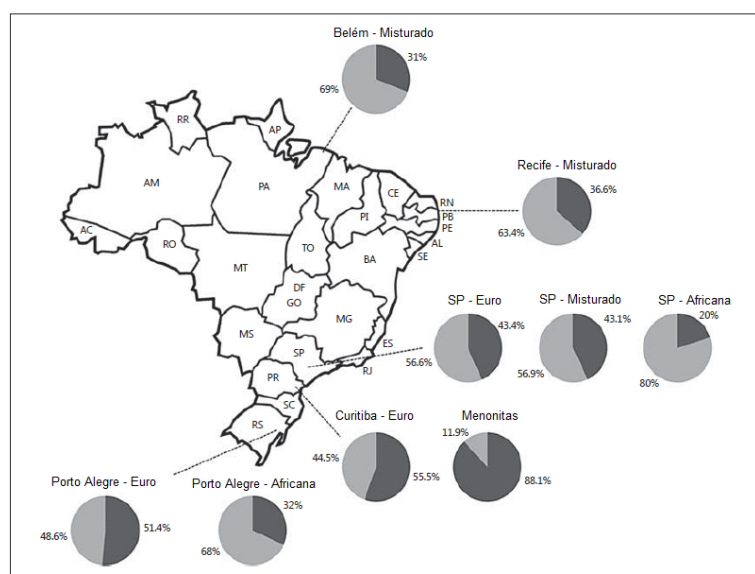 Belém - Misturado
31%
69%
RR
AP
AM
PA
MA
CE
RN
PB
PE
AL
SE
PI
AC
RO
TO
BA
MT
DF
GO
MG
MS
ES
SP
RJ
PR
SC
RS
Recife - Misturado
36.6%
63.4%
SP - Euro
43.4%
56.6%
SP - Misturado
43.1%
56.9%
SP - Africana
20%
80%
Curitiba - Euro
44.5%
55.5%
Menonitas
11.9%
88.1%
Porto Alegre - Euro
48.6%
51.4%
Porto Alegre - Africana
32%
68%